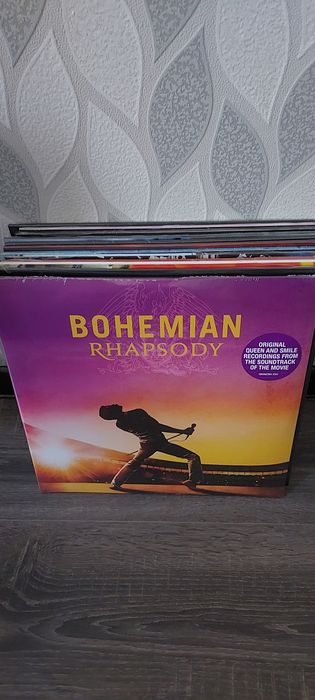 BOHEMIAN
RHAPSODY
ORIGINAL
QUEEN AND SMILE
RECORDINGS FROM
THE SOUNDTRACK
OF THE MOVIE